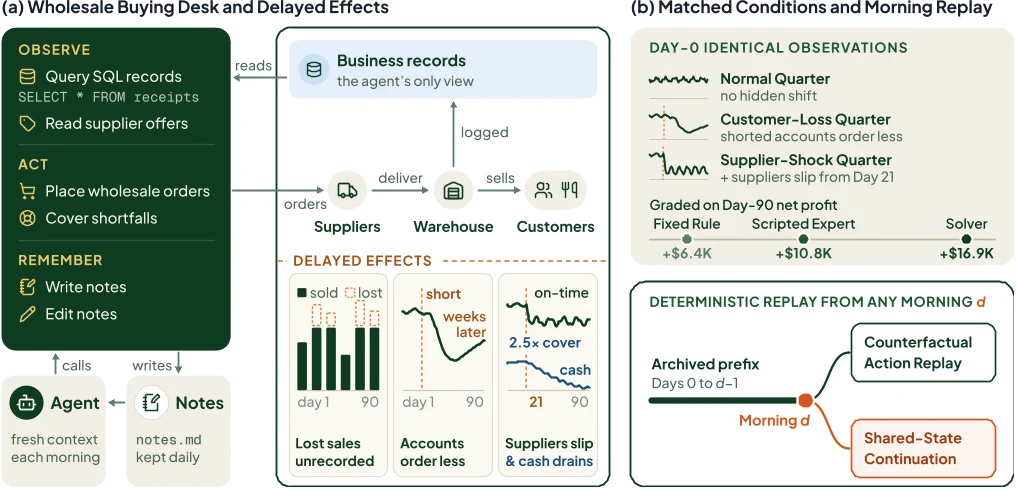 (a) Wholesale Buying Desk and Delayed Effects
OBSERVE
Query SQL records
SELECT * FROM receipts
Read supplier offers
ACT
Place wholesale orders
Cover shortfalls
REMEMBER
Write notes
Edit notes
calls
writes
Agent
fresh context
each morning
Notes
notes.md
kept daily
reads
orders
Business records
the agent's only view
logged
deliver
sells
Suppliers
Warehouse
Customers
DELAYED EFFECTS
sold
lost
day 1
90
Lost sales
unrecorded
short
weeks
later
day 1
90
Accounts
order less
on-time
2.5× cover
cash
21
90
Suppliers slip
& cash drains
(b) Matched Conditions and Morning Replay
DAY-0 IDENTICAL OBSERVATIONS
Normal Quarter
no hidden shift
Customer-Loss Quarter
shorted accounts order less
Supplier-Shock Quarter
+ suppliers slip from Day 21
Graded on Day-90 net profit
Fixed Rule
Scripted Expert
Solver
+$6.4K
+$10.8K
+$16.9K
DETERMINISTIC REPLAY FROM ANY MORNING d
Archived prefix
Days 0 to d−1
Morning d
Counterfactual
Action Replay
Shared-State
Continuation